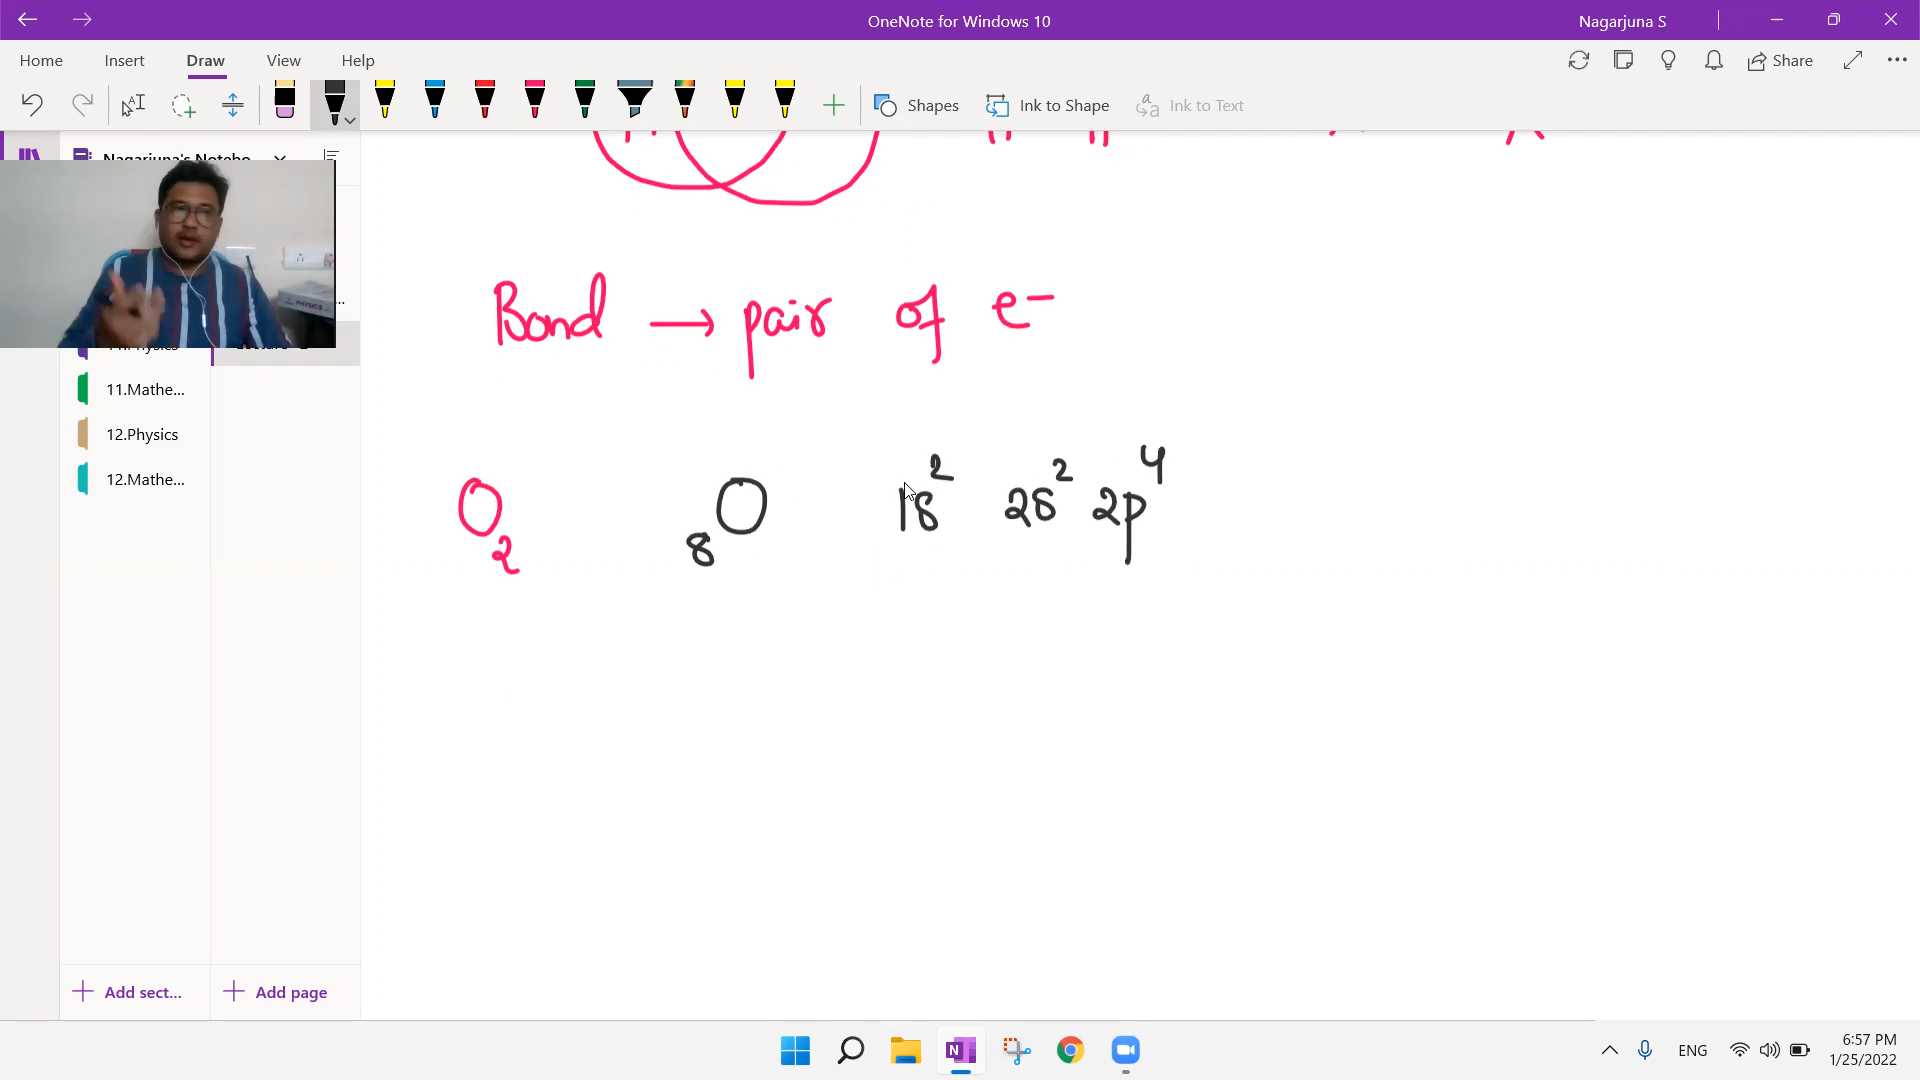 OneNote for Windows 10
Nagarjuna S
Home Insert Draw View Help
Share
Shapes
Ink to Shape
Ink to Text
Nagarjuna's Notebo
Bond → pair of e⁻
11.Mathe...
12.Physics
12.Mathe...
O₂ ₈O 1s² 2s² 2p⁴
Add sect...
Add page
ENG
6:57 PM
1/25/2022